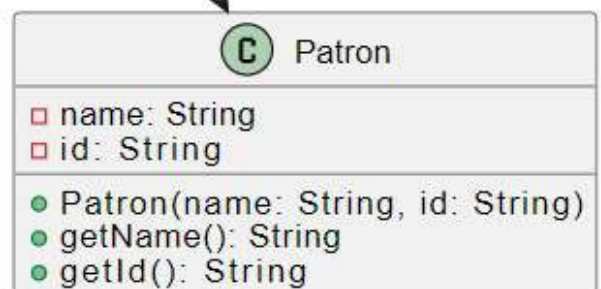 C Patron
name: String
id: String
Patron(name: String, id: String)
getName(): String
getId(): String